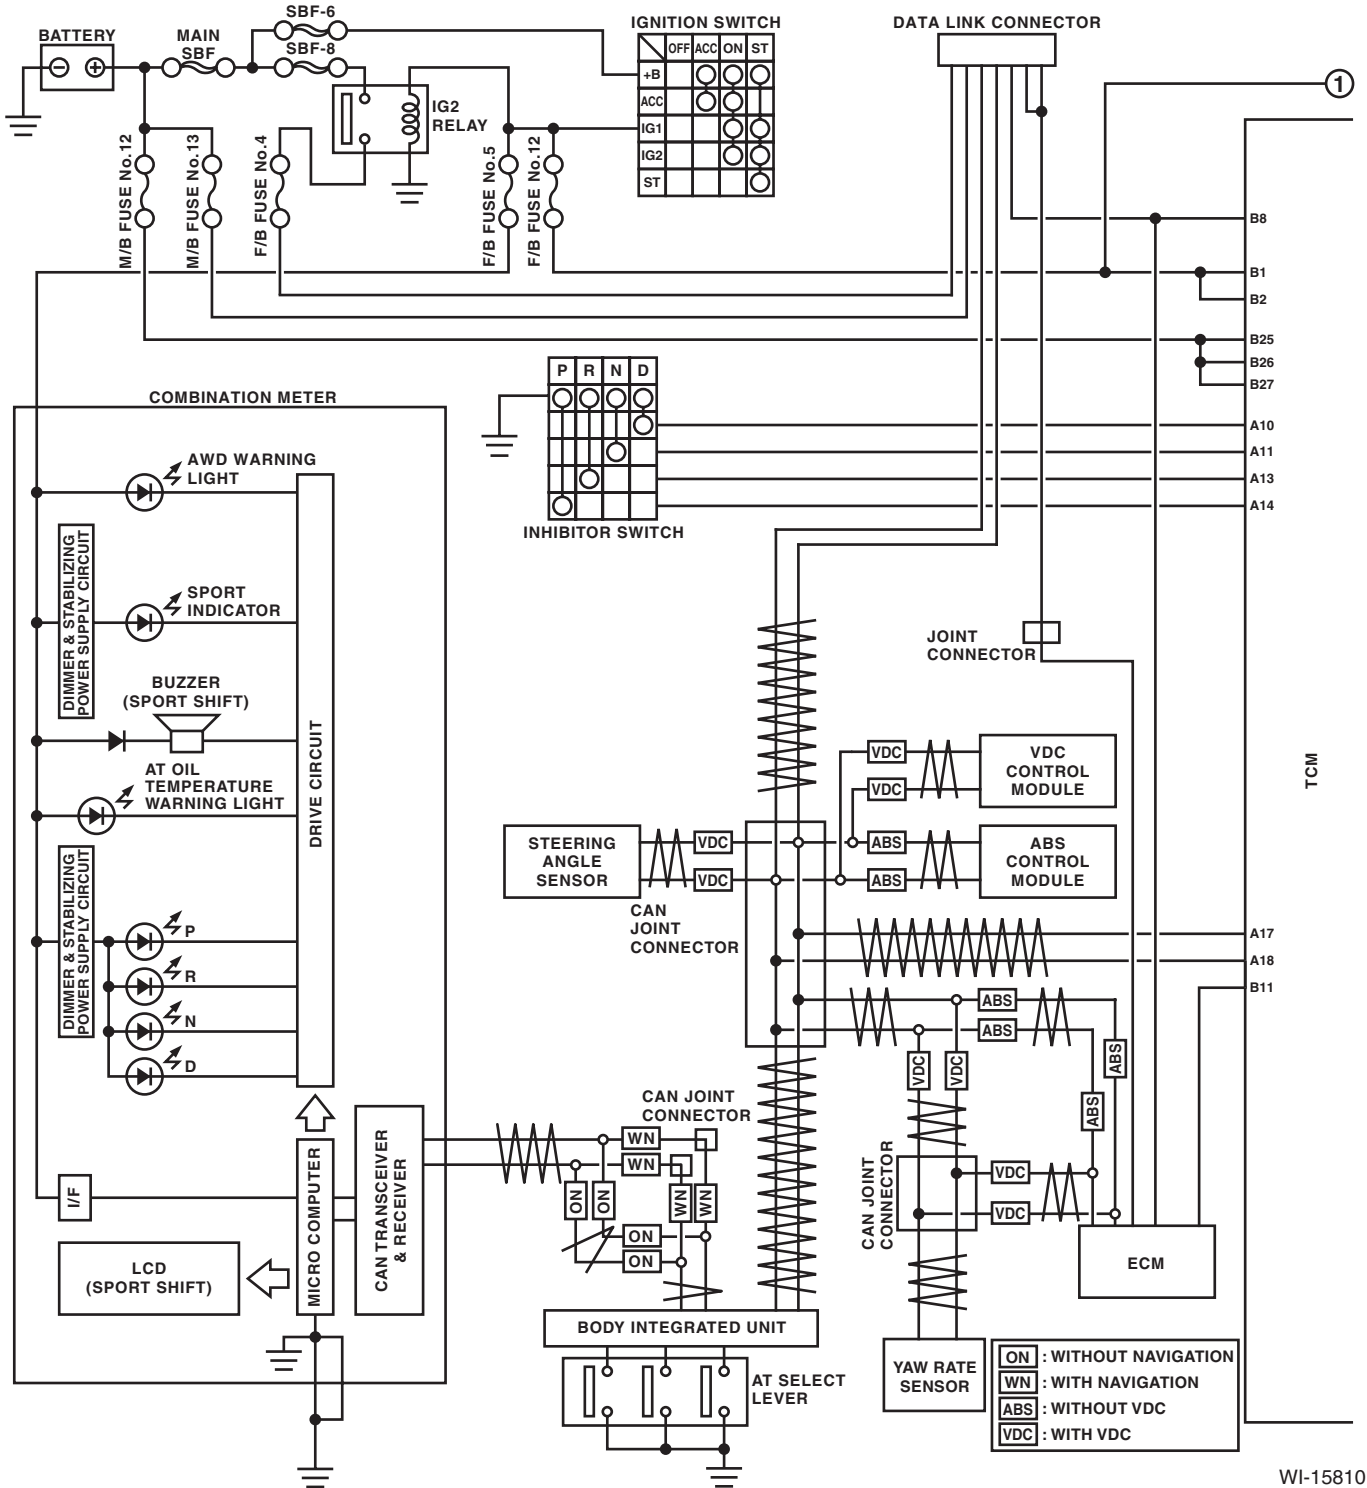 SBF-6
IGNITION SWITCH
DATA LINK CONNECTOR
BATTERY
MAIN
SBF
SBF-8
OFF ACC ON ST
+B
ACC
IG1
IG2
ST
1
IG2
RELAY
M/B FUSE No.12
M/B FUSE No.13
F/B FUSE No.4
F/B FUSE No.5
F/B FUSE No.12
B8
B1
B2
B25
B26
B27
A10
A11
A13
A14
P R N D
INHIBITOR SWITCH
COMBINATION METER
AWD WARNING
LIGHT
DIMMER & STABILIZING
POWER SUPPLY CIRCUIT
SPORT
INDICATOR
BUZZER
(SPORT SHIFT)
AT OIL
TEMPERATURE
WARNING LIGHT
DRIVE CIRCUIT
DIMMER & STABILIZING
POWER SUPPLY CIRCUIT
P
R
N
D
JOINT
CONNECTOR
TCM
VDC
VDC
VDC
CONTROL
MODULE
STEERING
ANGLE
SENSOR
VDC
VDC
ABS
ABS
ABS
CONTROL
MODULE
CAN
JOINT
CONNECTOR
A17
A18
B11
ABS
ABS
VDC
VDC
ABS
ABS
CAN JOINT
CONNECTOR
WN
WN
ON
ON
WN
WN
ON
ON
CAN JOINT
CONNECTOR
VDC
VDC
ECM
I/F
MICRO COMPUTER
CAN TRANSCEIVER
& RECEIVER
LCD
(SPORT SHIFT)
BODY INTEGRATED UNIT
AT SELECT
LEVER
YAW RATE
SENSOR
ON : WITHOUT NAVIGATION
WN : WITH NAVIGATION
ABS : WITHOUT VDC
VDC : WITH VDC
WI-15810